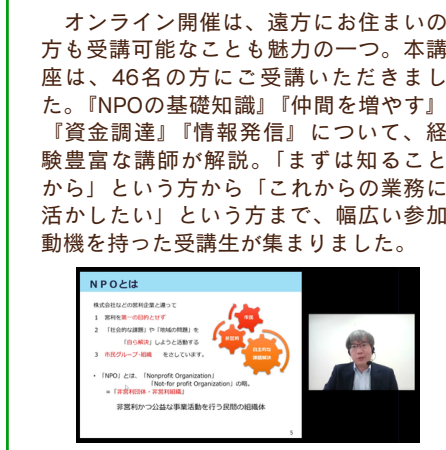 オンライン開催は、遠方にお住まいの
方も受講可能なことも魅力の一つ。本講
座は、46名の方にご受講いただきまし
た。『NPOの基礎知識』『仲間を増やす』
『資金調達』『情報発信』について、経
験豊富な講師が解説。「まずは知ること
から」という方から「これからの業務に
活かしたい」という方まで、幅広い参加
動機を持った受講生が集まりました。
NPOとは
株式会社などの営利企業と違って
1 営利を第一の目的とせず
2 「社会的な課題」や「地域の問題」を
「自ら解決」しようと活動する
3 市民グループ・組織 をさしています。
市民
非営利
自主的な
課題解決
・「NPO」とは、「Nonprofit Organization」
「Not-for profit Organization」の略。
=「非営利団体・非営利組織」
非営利かつ公益な事業活動を行う民間の組織体
5